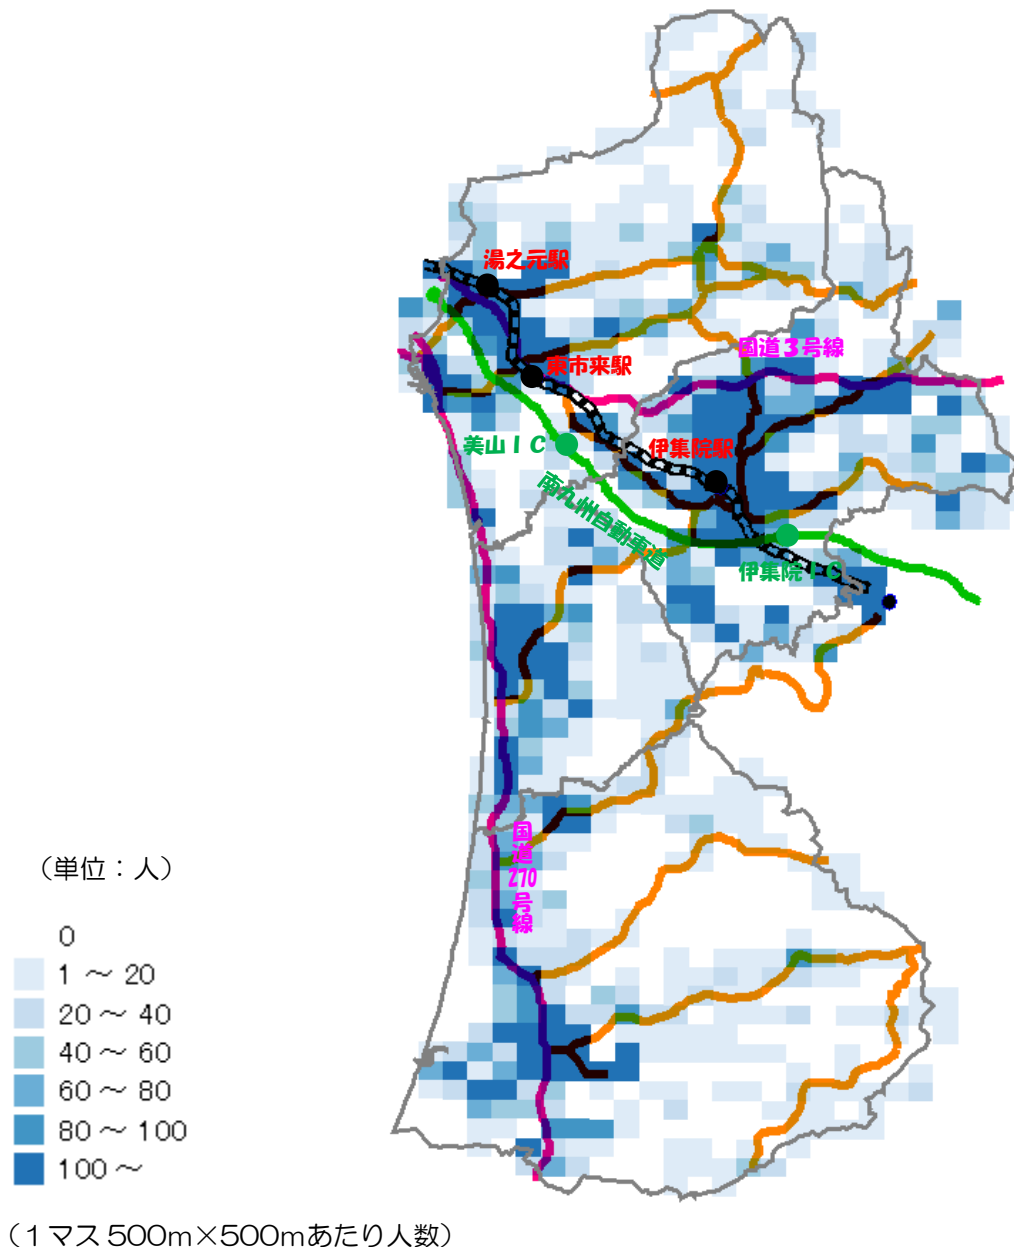 湯之元駅
国道3号線
東市来駅
美山IC
伊集院駅
南九州自動車道
伊集院IC
国道270号線
（単位：人）
0
1 ～ 20
20 ～ 40
40 ～ 60
60 ～ 80
80 ～ 100
100 ～
（1マス500m×500mあたり人数）